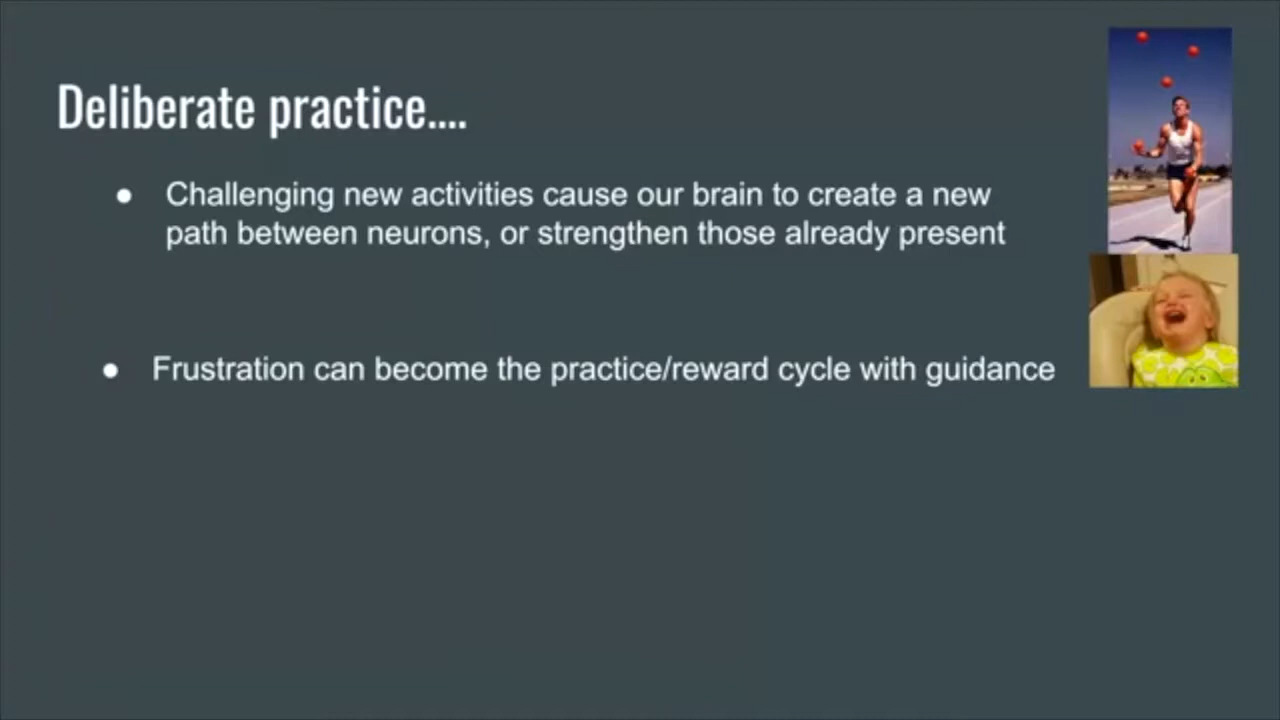 Deliberate practice....
● Challenging new activities cause our brain to create a new
path between neurons, or strengthen those already present
● Frustration can become the practice/reward cycle with guidance